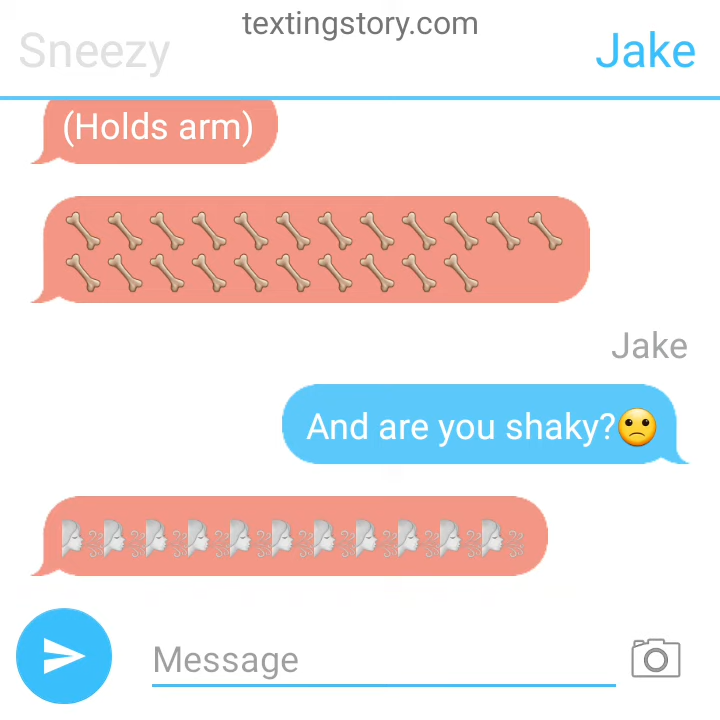 textingstory.com
Sneezy
Jake
(Holds arm)
🦴🦴🦴🦴🦴🦴🦴🦴🦴🦴🦴🦴
🦴🦴🦴🦴🦴🦴🦴🦴🦴🦴
Jake
And are you shaky?🙁
Message